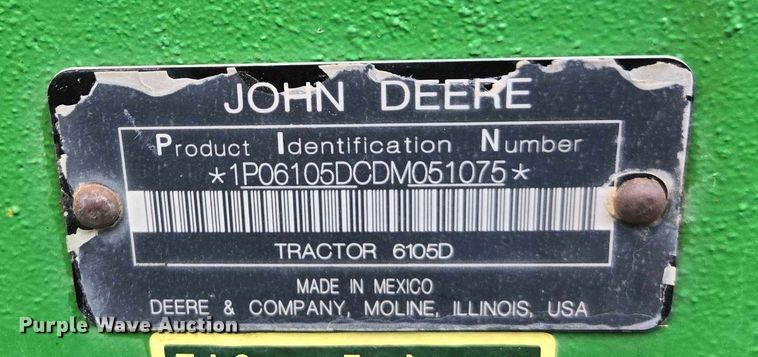 JOHN DEERE
Product Identification Number
*1P06105DCDM051075*
TRACTOR 6105D
MADE IN MEXICO
DEERE & COMPANY, MOLINE, ILLINOIS, USA
Purple Wave Auction